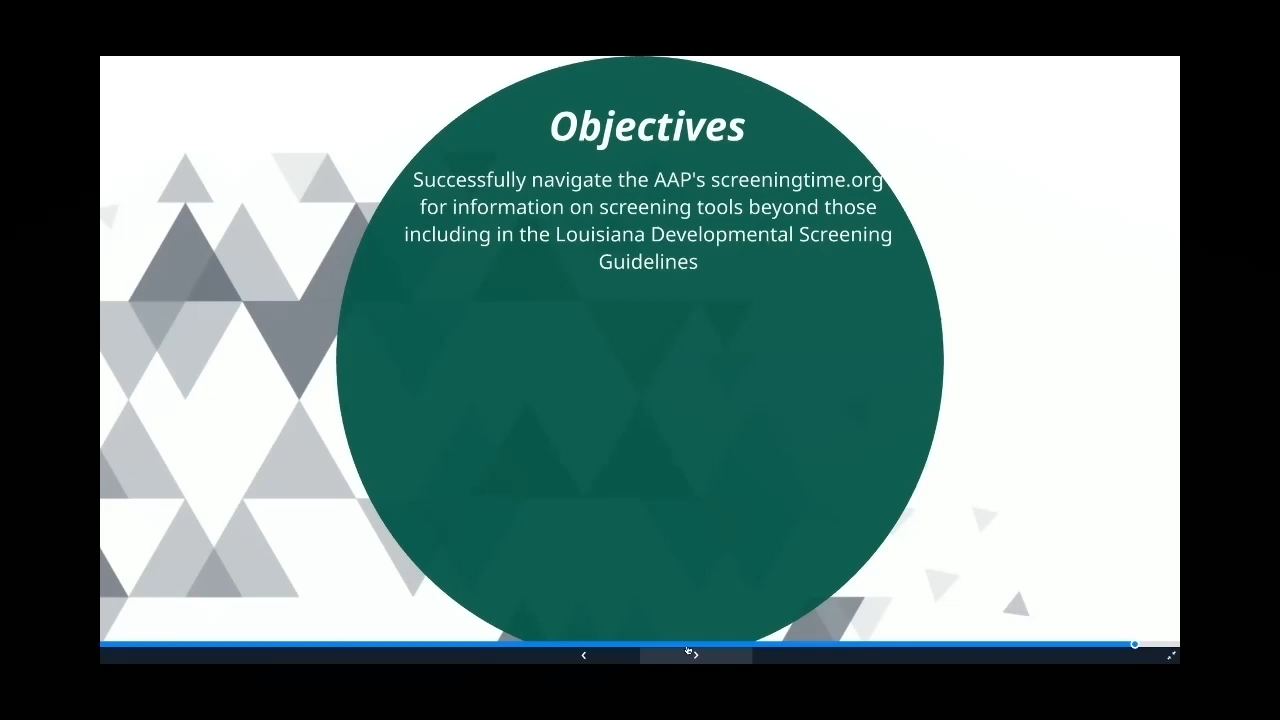 Objectives
Successfully navigate the AAP's screeningtime.org
for information on screening tools beyond those
including in the Louisiana Developmental Screening
Guidelines